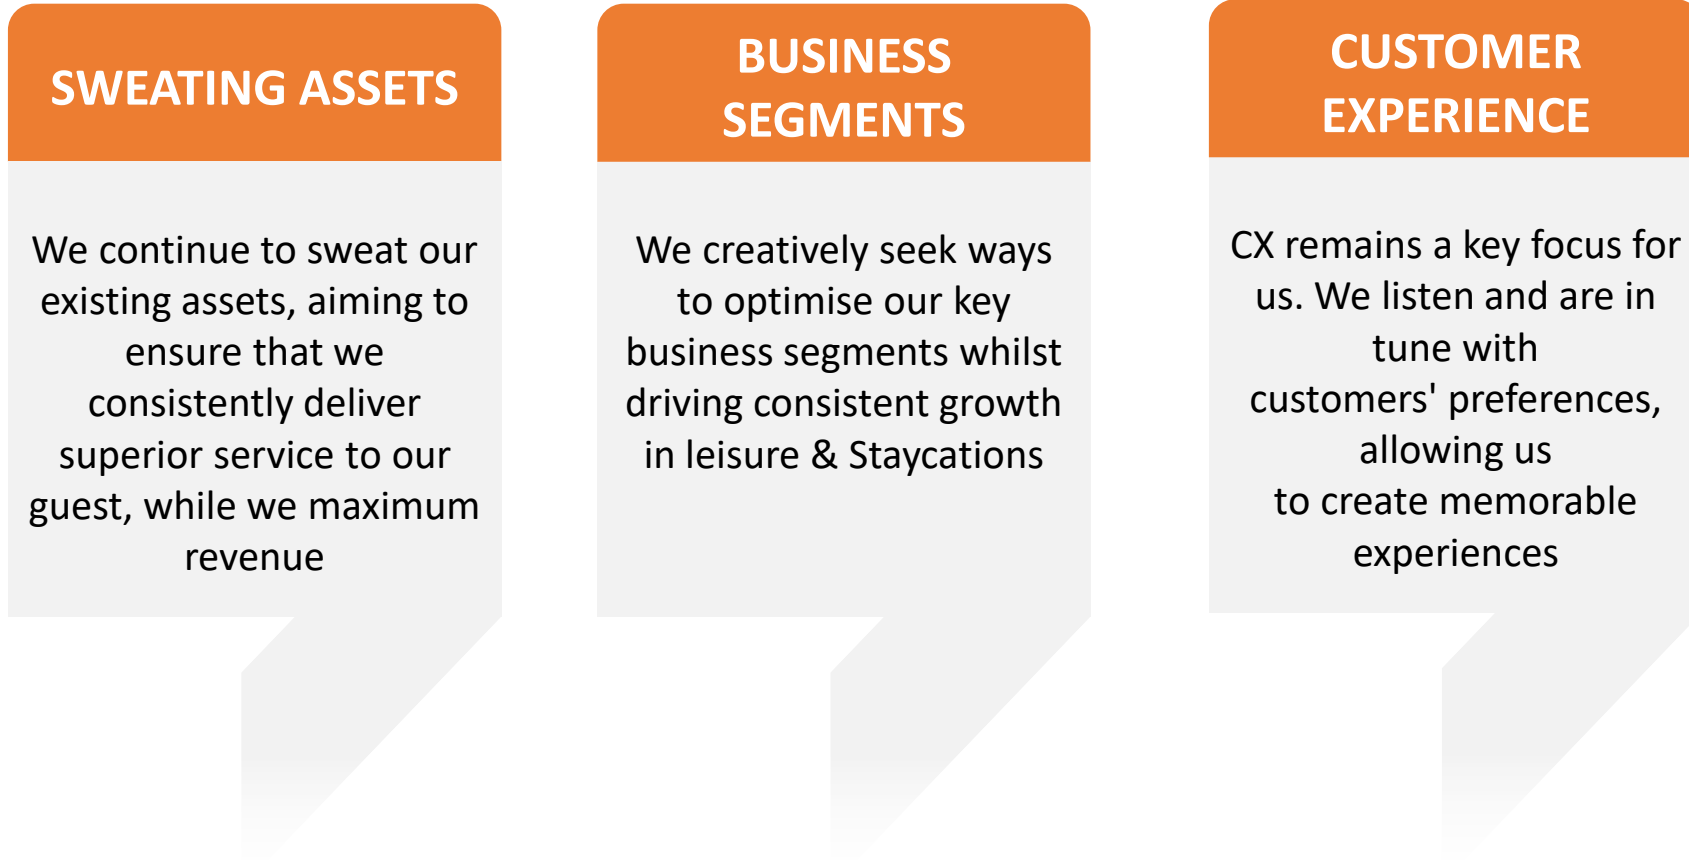 SWEATING ASSETS
We continue to sweat our
existing assets, aiming to
ensure that we
consistently deliver
superior service to our
guest, while we maximum
revenue
BUSINESS
SEGMENTS
We creatively seek ways
to optimise our key
business segments whilst
driving consistent growth
in leisure & Staycations
CUSTOMER
EXPERIENCE
CX remains a key focus for
us. We listen and are in
tune with
customers' preferences,
allowing us
to create memorable
experiences